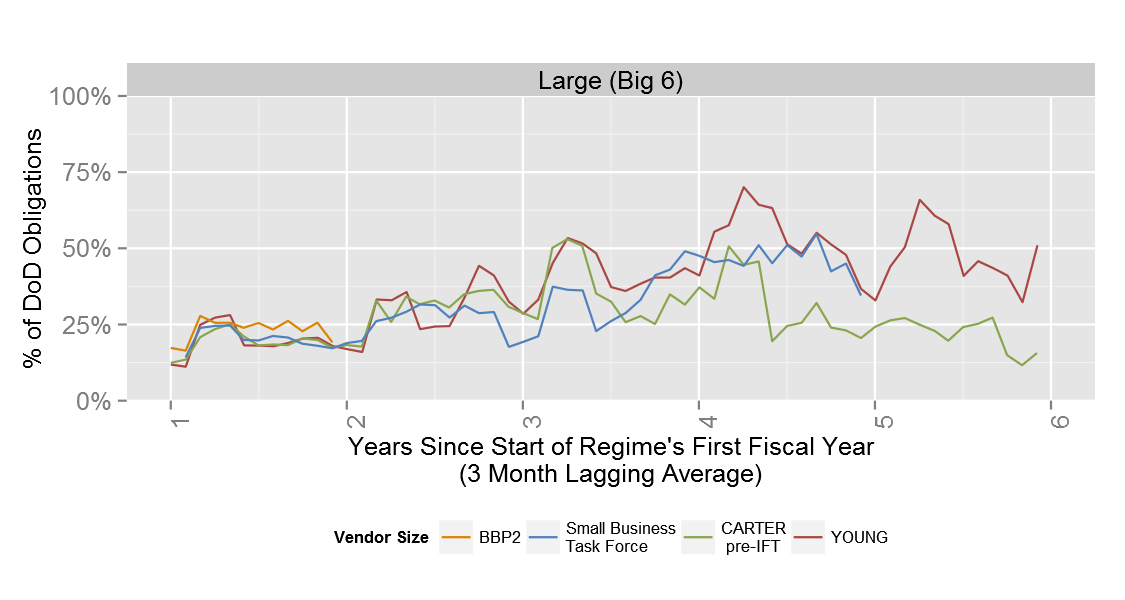 Large (Big 6)
100%
75%
50%
25%
0%
% of DoD Obligations
1
2
3
4
5
6
Years Since Start of Regime's First Fiscal Year
(3 Month Lagging Average)
Vendor Size
BBP2
Small Business
Task Force
CARTER
pre-IFT
YOUNG